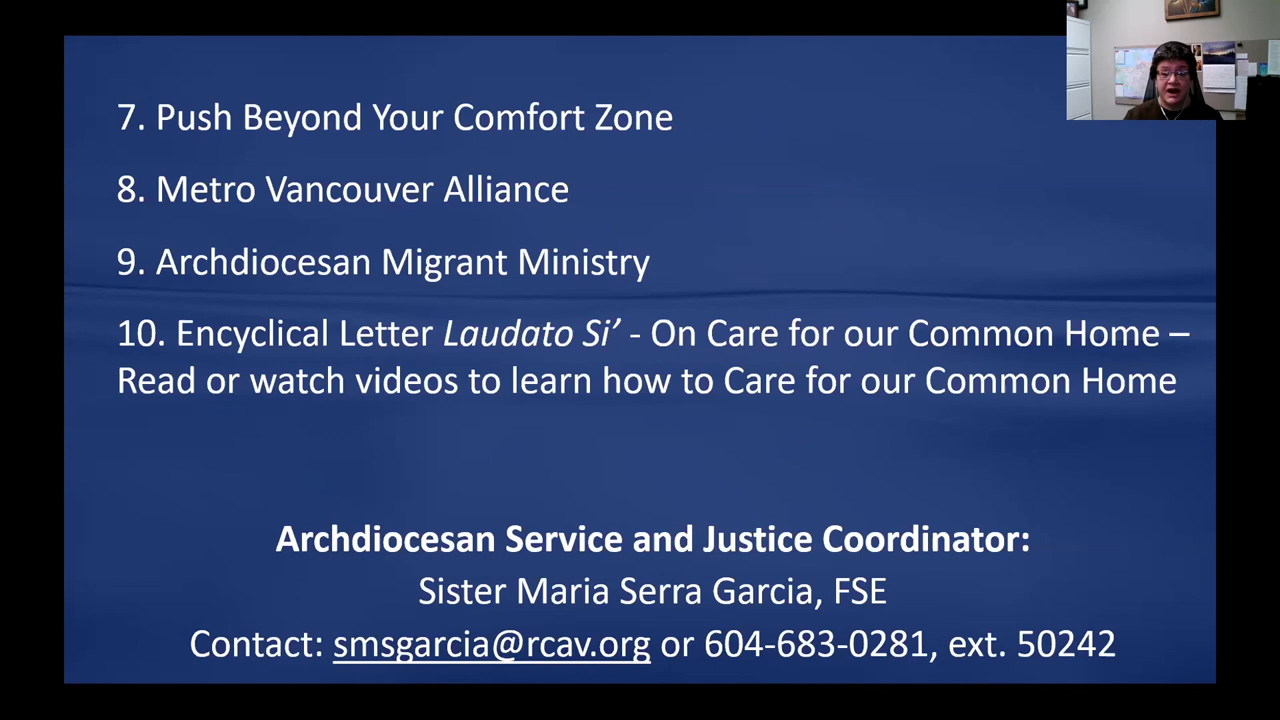 7. Push Beyond Your Comfort Zone
8. Metro Vancouver Alliance
9. Archdiocesan Migrant Ministry
10. Encyclical Letter Laudato Si’ - On Care for our Common Home –
Read or watch videos to learn how to Care for our Common Home
Archdiocesan Service and Justice Coordinator:
Sister Maria Serra Garcia, FSE
Contact: smsgarcia@rcav.org or 604-683-0281, ext. 50242